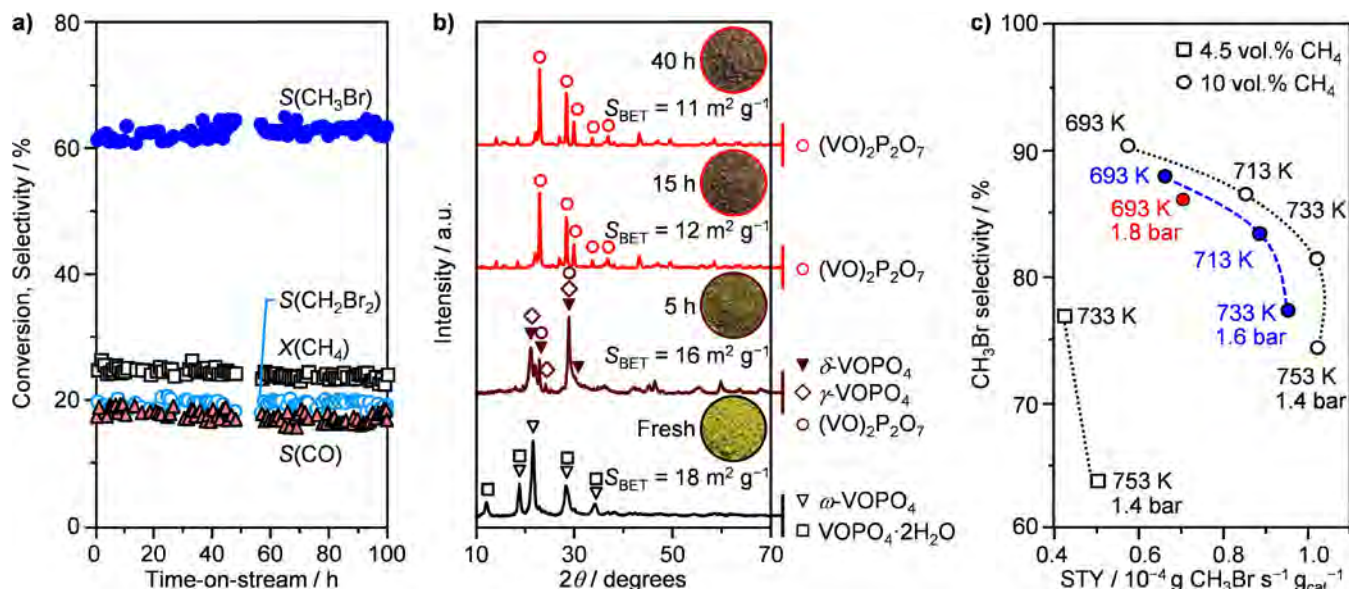 a)
Conversion, Selectivity / %
80
60
40
20
0
S(CH₃Br)
S(CH₂Br₂)
X(CH₄)
S(CO)
0 20 40 60 80 100
Time-on-stream / h
b)
Intensity / a.u.
40 h
S_BET = 11 m² g⁻¹
(VO)₂P₂O₇
15 h
S_BET = 12 m² g⁻¹
(VO)₂P₂O₇
5 h
S_BET = 16 m² g⁻¹
δ-VOPO₄
γ-VOPO₄
(VO)₂P₂O₇
Fresh
S_BET = 18 m² g⁻¹
α-VOPO₄
VOPO₄·2H₂O
10 30 50 70
2θ / degrees
c)
CH₃Br selectivity / %
100
90
80
70
60
4.5 vol.% CH₄
10 vol.% CH₄
693 K
713 K
693 K
733 K
693 K
1.8 bar
713 K
733 K
733 K
1.6 bar
753 K
1.4 bar
753 K
1.4 bar
0.4 0.6 0.8 1.0
STY / 10⁻⁴ g CH₃Br s⁻¹ g_cat⁻¹